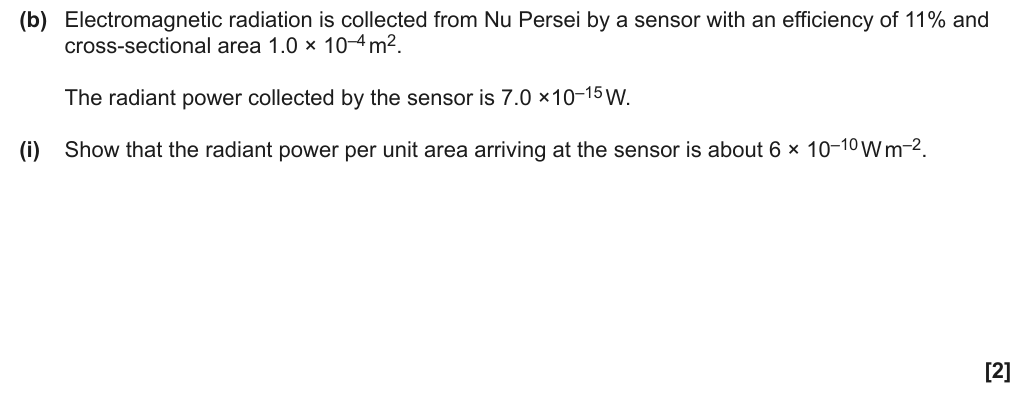 (b) Electromagnetic radiation is collected from Nu Persei by a sensor with an efficiency of 11% and
cross-sectional area 1.0 × 10⁻⁴ m².
The radiant power collected by the sensor is 7.0 ×10⁻¹⁵ W.
(i) Show that the radiant power per unit area arriving at the sensor is about 6 × 10⁻¹⁰ W m⁻².
[2]